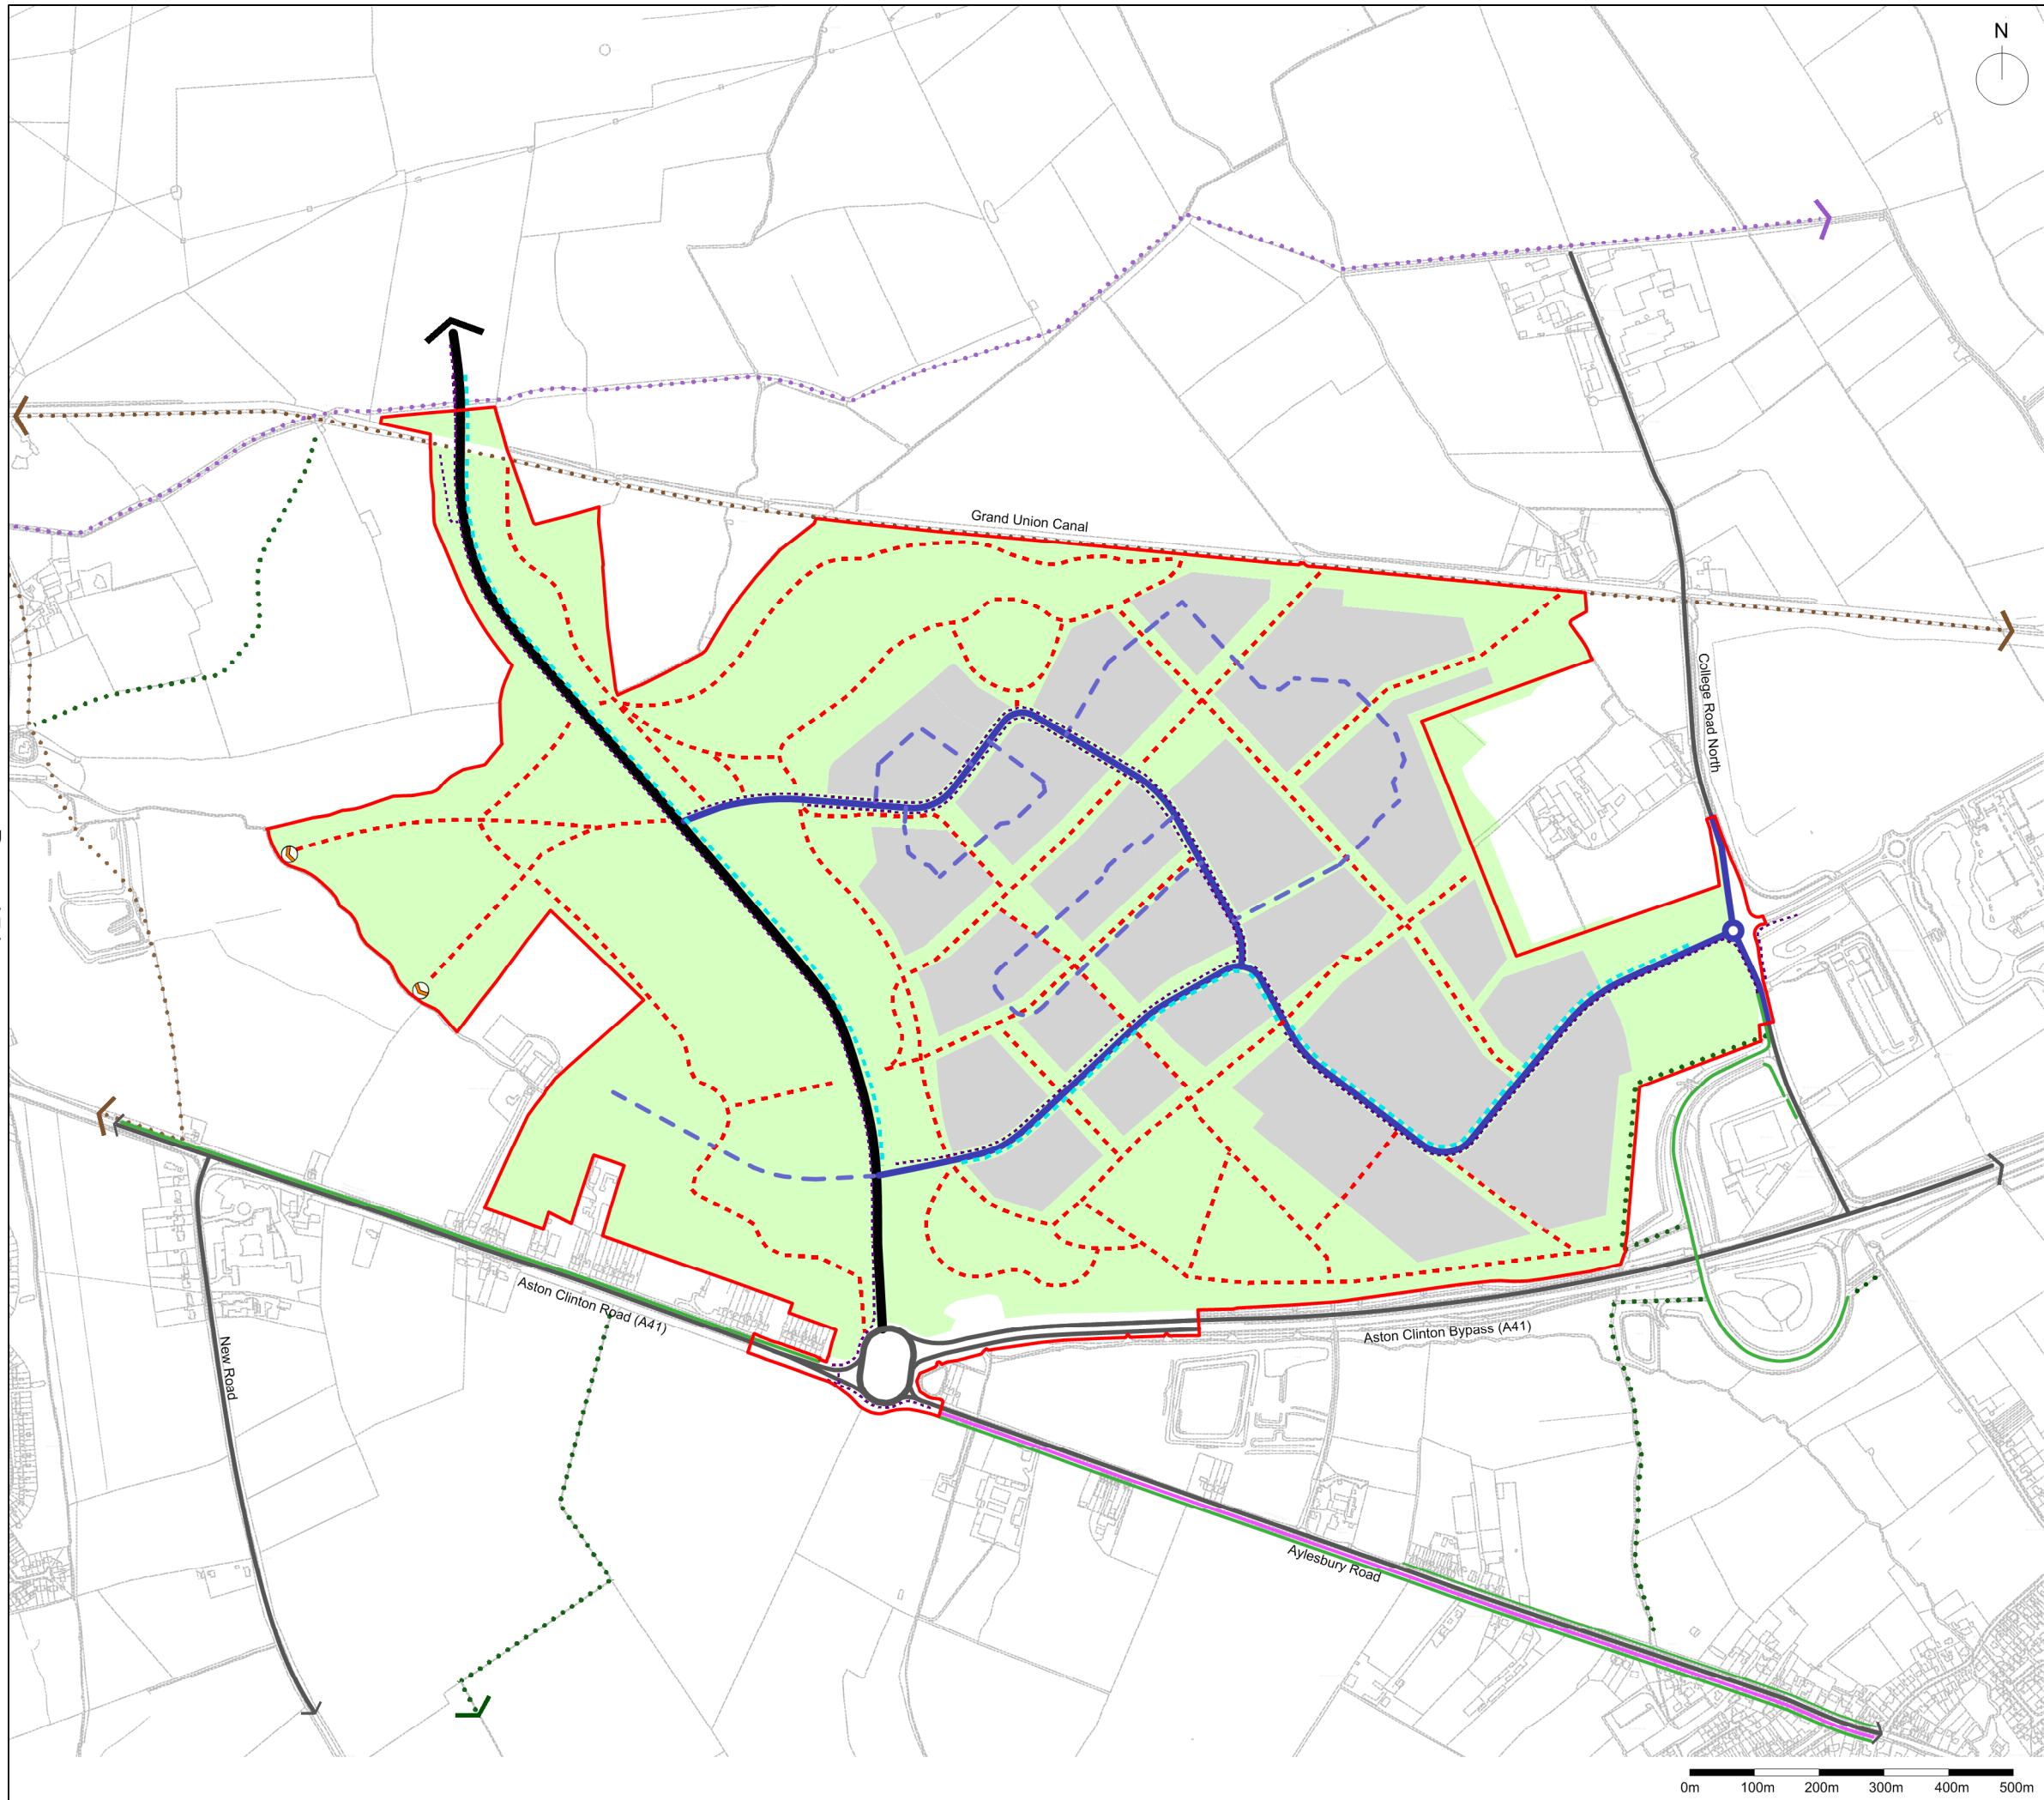 N
Grand Union Canal
College Road North
Aston Clinton Road (A41)
Aston Clinton Bypass (A41)
New Road
Aylesbury Road
0m 100m 200m 300m 400m 500m